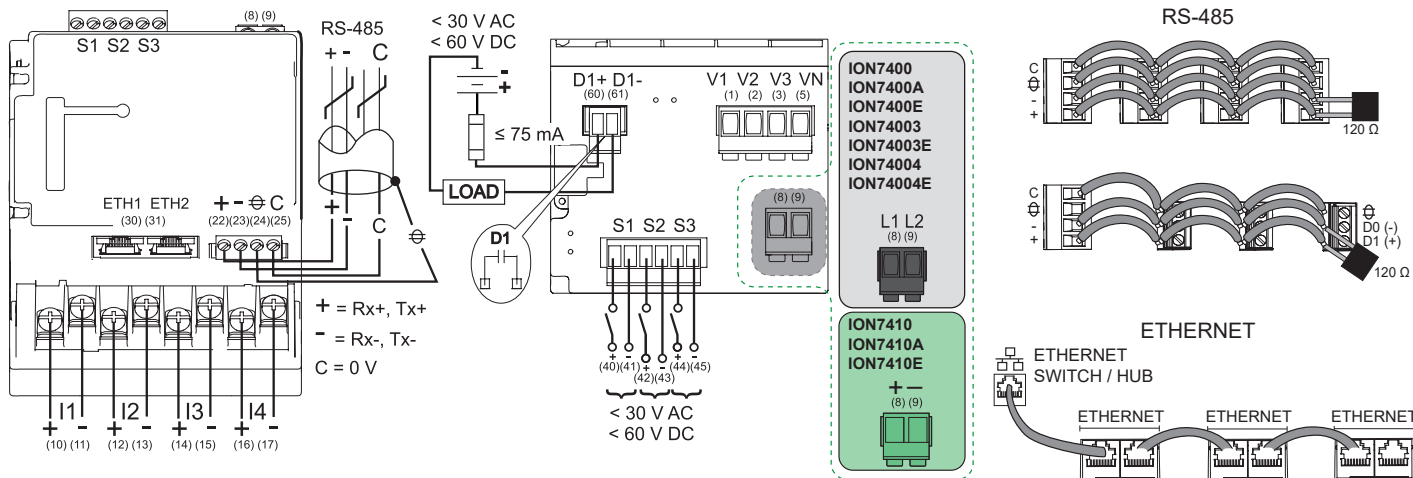 (8) (9)
S1 S2 S3
ETH1 ETH2
(30) (31)
+ - ⏚ C
(22) (23) (24) (25)
I1 I2 I3 I4
+ - + - + - + -
(10) (11) (12) (13) (14) (15) (16) (17)
RS-485
+ - C
+ - C ⏚
+ = Rx+, Tx+
- = Rx-, Tx-
C = 0 V
< 30 V AC
< 60 V DC
-
+
≤ 75 mA
LOAD
D1
D1+ D1-
(60) (61)
V1 V2 V3 VN
(1) (2) (3) (5)
(8) (9)
S1 S2 S3
+ - + - + -
(40) (41) (42) (43) (44) (45)
< 30 V AC
< 60 V DC
ION7400
ION7400A
ION7400E
ION74003
ION74003E
ION74004
ION74004E
L1 L2
(8) (9)
ION7410
ION7410A
ION7410E
+ −
(8) (9)
RS-485
C
⏚
-
+
120 Ω
C
⏚
-
+
⏚
D0 (-)
D1 (+)
120 Ω
ETHERNET
ETHERNET
SWITCH / HUB
ETHERNET ETHERNET ETHERNET